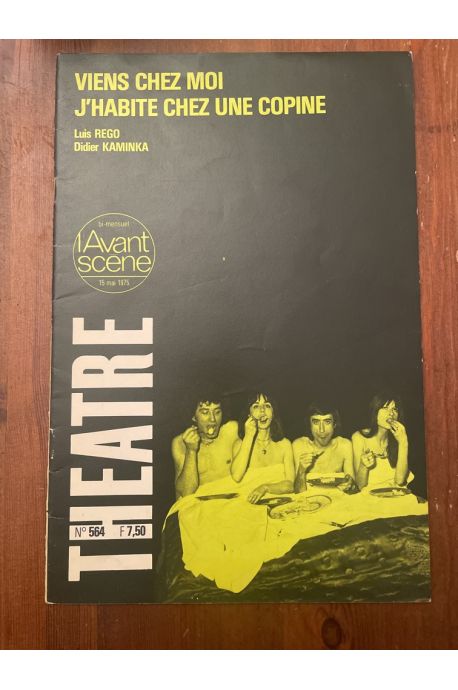 VIENS CHEZ MOI
J'HABITE CHEZ UNE COPINE
Luis REGO
Didier KAMINKA
bi-mensuel
l'Avant
scène
15 mai 1975
THEATRE
N° 564 F 7,50